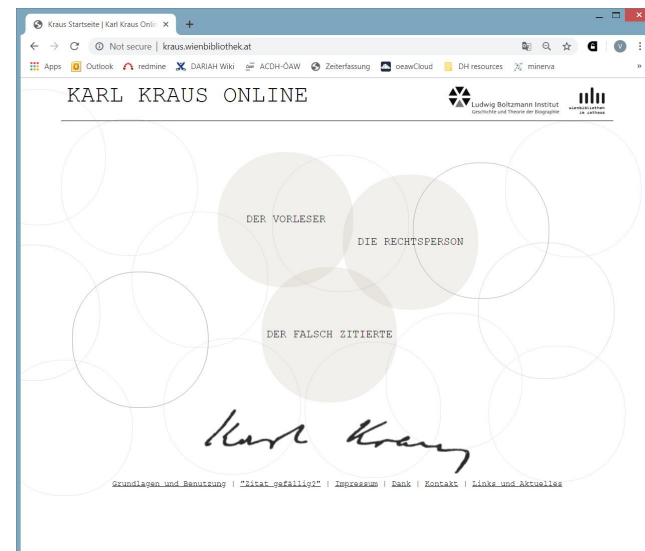 Kraus Startseite | Karl Kraus Onlin
Not secure | kraus.wienbibliothek.at
V
Apps Outlook redmine DARIAH Wiki ACDH-ÖAW Zeiterfassung oeawCloud DH resources minerva »
KARL KRAUS ONLINE
Ludwig Boltzmann Institut
Geschichte und Theorie der Biographie
wienbibliothek
im rathaus
DER VORLESER
DIE RECHTSPERSON
DER FALSCH ZITIERTE
Karl Kraus
Grundlagen und Benutzung | "Zitat gefällig?" | Impressum | Dank | Kontakt | Links und Aktuelles